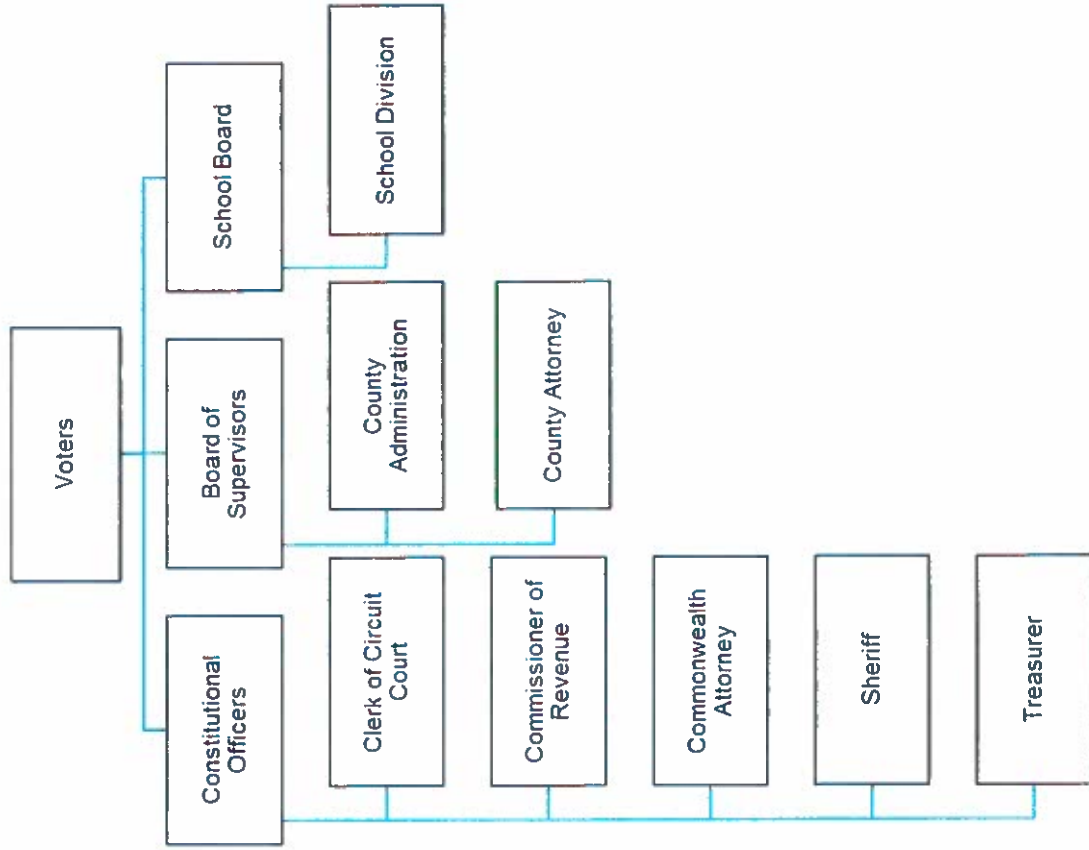 Voters
Constitutional
Officers
Board of
Supervisors
School Board
Clerk of Circuit
Court
County
Administration
School Division
Commissioner of
Revenue
County Attorney
Commonwealth
Attorney
Sheriff
Treasurer